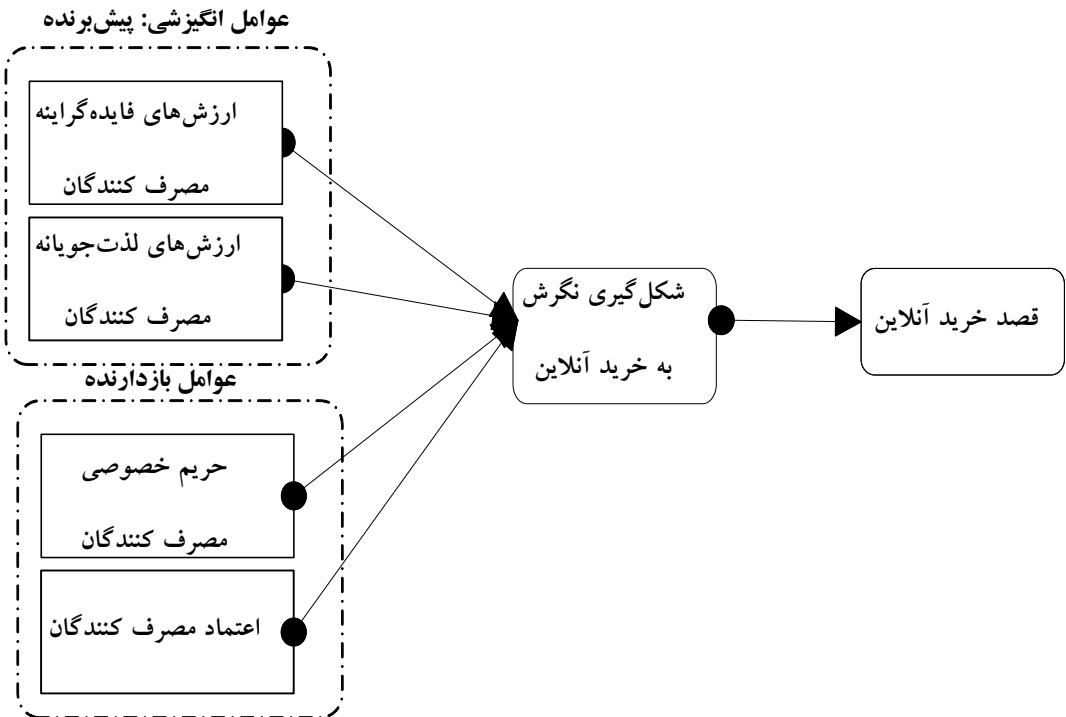 عوامل انگیزشی: پیش‌برنده
ارزش‌های فایده‌گراینه
مصرف کنندگان
ارزش‌های لذت‌جویانه
مصرف کنندگان
عوامل بازدارنده
حریم خصوصی
مصرف کنندگان
اعتماد مصرف کنندگان
شکل‌گیری نگرش
به خرید آنلاین
قصد خرید آنلاین